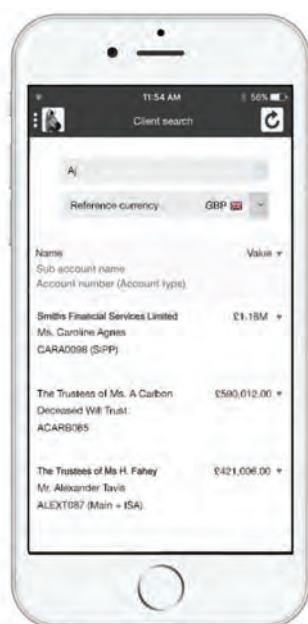 11:54 AM 56%
Client search
Aj
Reference currency GBP
Name Value
Sub account name
Account number (Account type)
Smiths Financial Services Limited £1.18M
Ms. Caroline Agnes
CARA0098 (SIPP)
The Trustees of Ms. A Carbon £590,012.00
Deceased Will Trust
ACARB065
The Trustees of Ms H. Fahey £421,006.00
Mr. Alexander Tavis
ALEXT087 (Main + ISA)